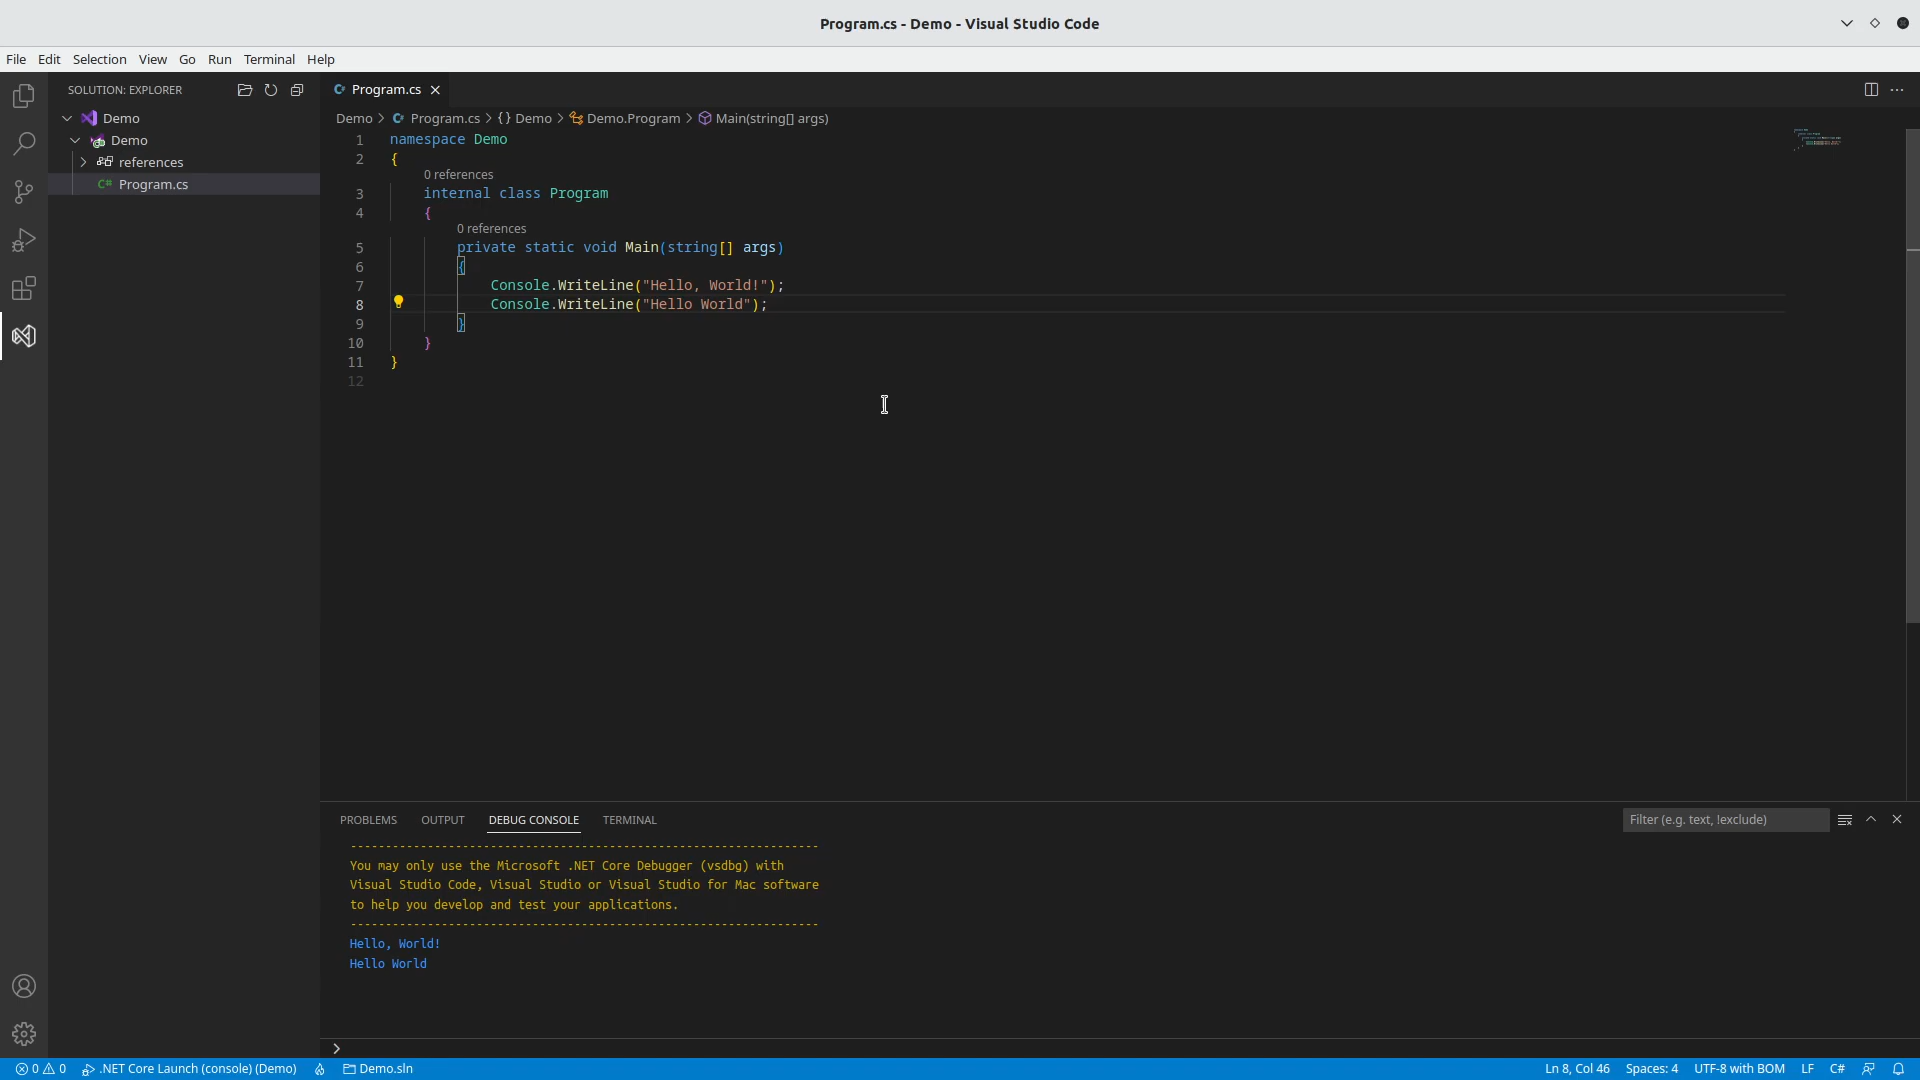 Program.cs - Demo - Visual Studio Code
File Edit Selection View Go Run Terminal Help
SOLUTION: EXPLORER
Demo
Demo
references
C# Program.cs
Program.cs
Demo > Program.cs > {} Demo > Demo.Program > Main(string[] args)
1 namespace Demo
2 {
0 references
3 internal class Program
4 {
0 references
5 private static void Main(string[] args)
6 {
7 Console.WriteLine("Hello, World!");
8 Console.WriteLine("Hello World");
9 }
10 }
11 }
12
PROBLEMS OUTPUT DEBUG CONSOLE TERMINAL
Filter (e.g. text, !exclude)
-------------------------------------------------------------------
You may only use the Microsoft .NET Core Debugger (vsdbg) with
Visual Studio Code, Visual Studio or Visual Studio for Mac software
to help you develop and test your applications.
-------------------------------------------------------------------
Hello, World!
Hello World
>
0 0 .NET Core Launch (console) (Demo) Demo.sln
Ln 8, Col 46 Spaces: 4 UTF-8 with BOM LF C#